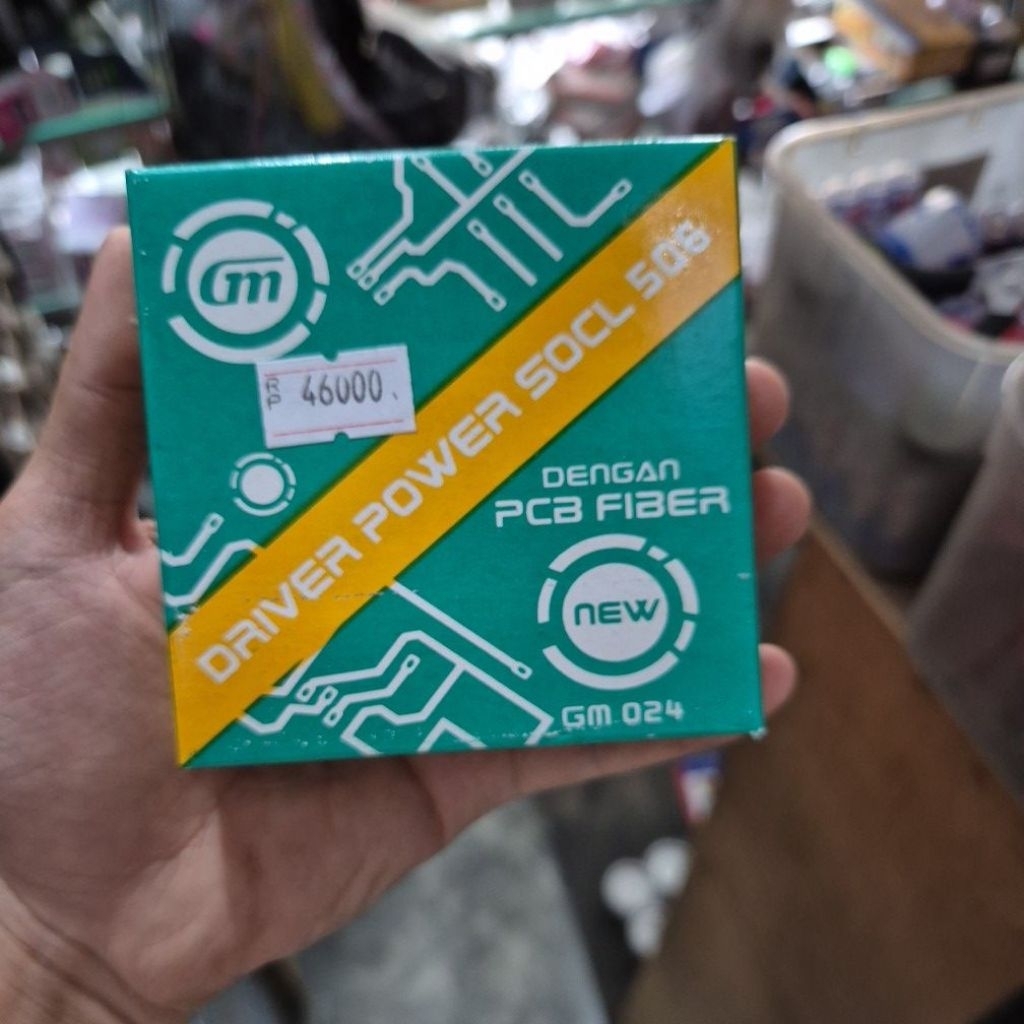 Gm
RP 46000
DRIVER POWER SOCL 508
DENGAN
PCB FIBER
NEW
GM 024